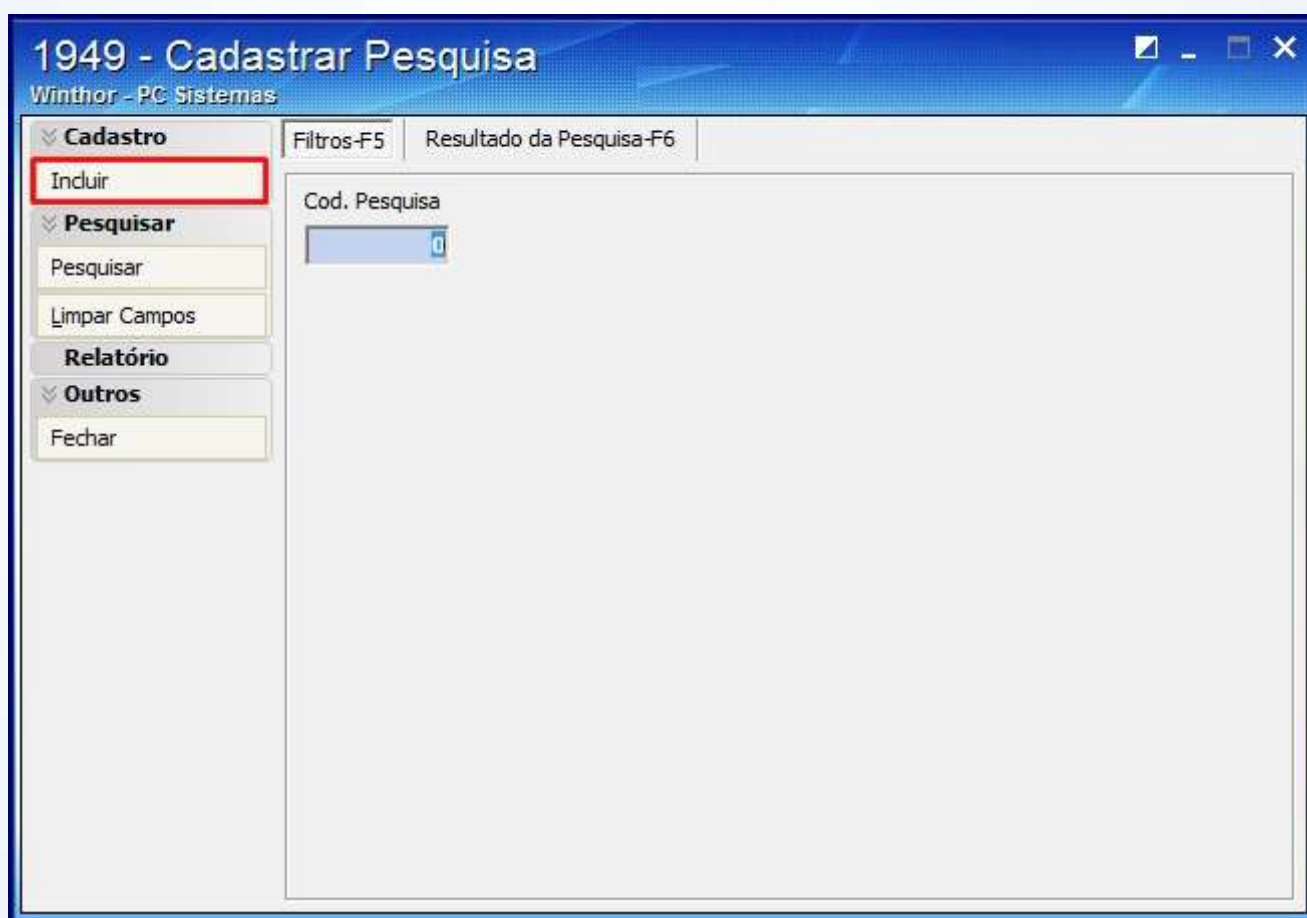 1949 - Cadastrar Pesquisa
Winthor - PC Sistemas
Cadastro
Incluir
Pesquisar
Pesquisar
Limpar Campos
Relatório
Outros
Fechar
Filtros-F5
Resultado da Pesquisa-F6
Cod. Pesquisa
0